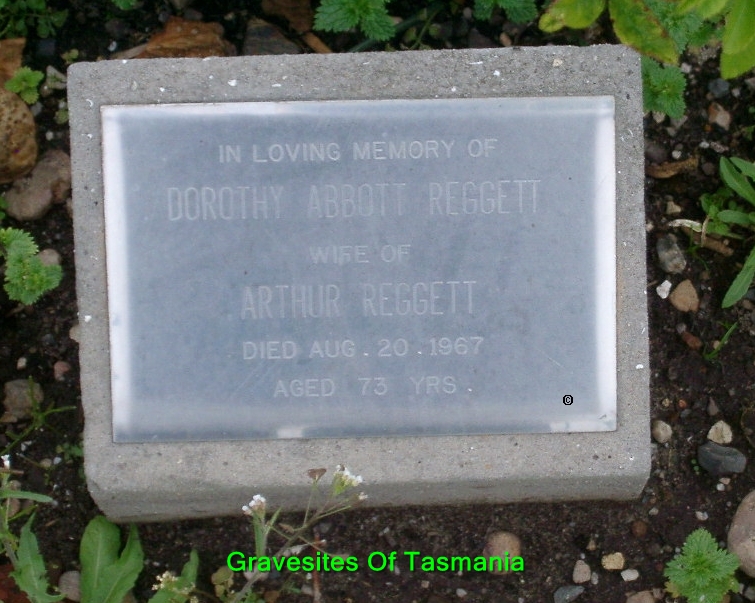 IN LOVING MEMORY OF
DOROTHY ABBOTT REGGETT
WIFE OF
ARTHUR REGGETT
DIED AUG. 20. 1967
AGED 73 YRS.
©
Gravesites Of Tasmania